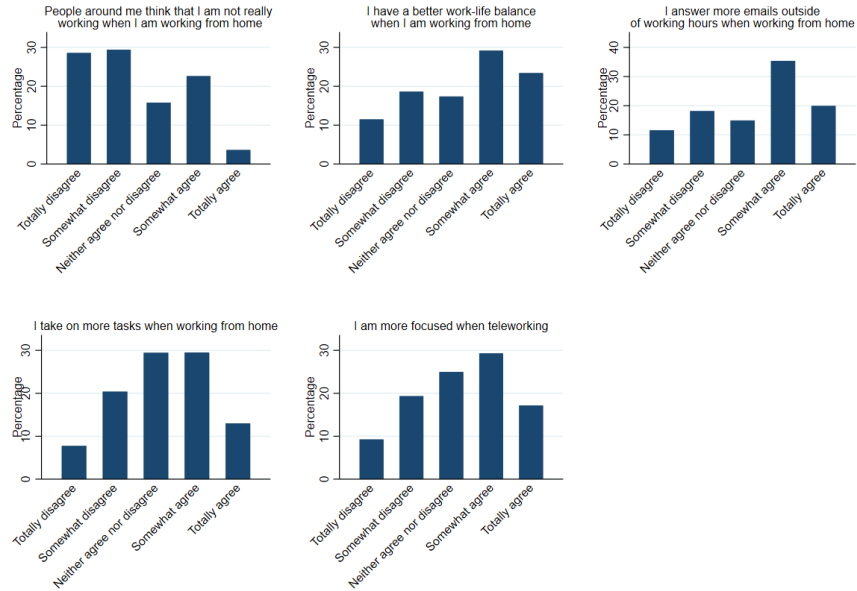 People around me think that I am not really
working when I am working from home
Percentage
30
20
10
0
Totally disagree
Somewhat disagree
Neither agree nor disagree
Somewhat agree
Totally agree
I have a better work-life balance
when I am working from home
Percentage
30
20
10
0
Totally disagree
Somewhat disagree
Neither agree nor disagree
Somewhat agree
Totally agree
I answer more emails outside
of working hours when working from home
Percentage
40
30
20
10
0
Totally disagree
Somewhat disagree
Neither agree nor disagree
Somewhat agree
Totally agree
I take on more tasks when working from home
Percentage
30
20
10
0
Totally disagree
Somewhat disagree
Neither agree nor disagree
Somewhat agree
Totally agree
I am more focused when teleworking
Percentage
30
20
10
0
Totally disagree
Somewhat disagree
Neither agree nor disagree
Somewhat agree
Totally agree